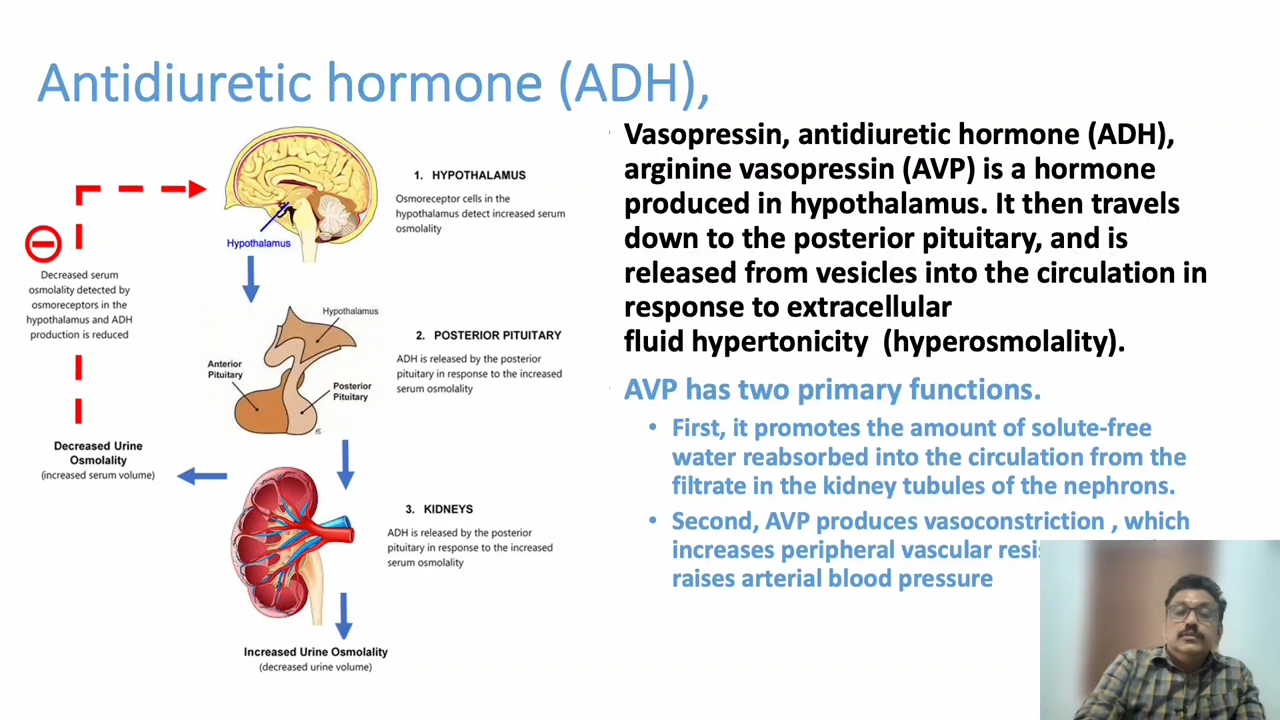 Antidiuretic hormone (ADH),
1. HYPOTHALAMUS
Osmoreceptor cells in the
hypothalamus detect increased serum
osmolality
Hypothalamus
Decreased serum
osmolality detected by
osmoreceptors in the
hypothalamus and ADH
production is reduced
Hypothalamus
Anterior
Pituitary
Posterior
Pituitary
2. POSTERIOR PITUITARY
ADH is released by the posterior
pituitary in response to the increased
serum osmolality
Decreased Urine
Osmolality
(increased serum volume)
3. KIDNEYS
ADH is released by the posterior
pituitary in response to the increased
serum osmolality
Increased Urine Osmolality
(decreased urine volume)
Vasopressin, antidiuretic hormone (ADH),
arginine vasopressin (AVP) is a hormone
produced in hypothalamus. It then travels
down to the posterior pituitary, and is
released from vesicles into the circulation in
response to extracellular
fluid hypertonicity (hyperosmolality).
AVP has two primary functions.
• First, it promotes the amount of solute-free
water reabsorbed into the circulation from the
filtrate in the kidney tubules of the nephrons.
• Second, AVP produces vasoconstriction , which
increases peripheral vascular
raises arterial blood pressure